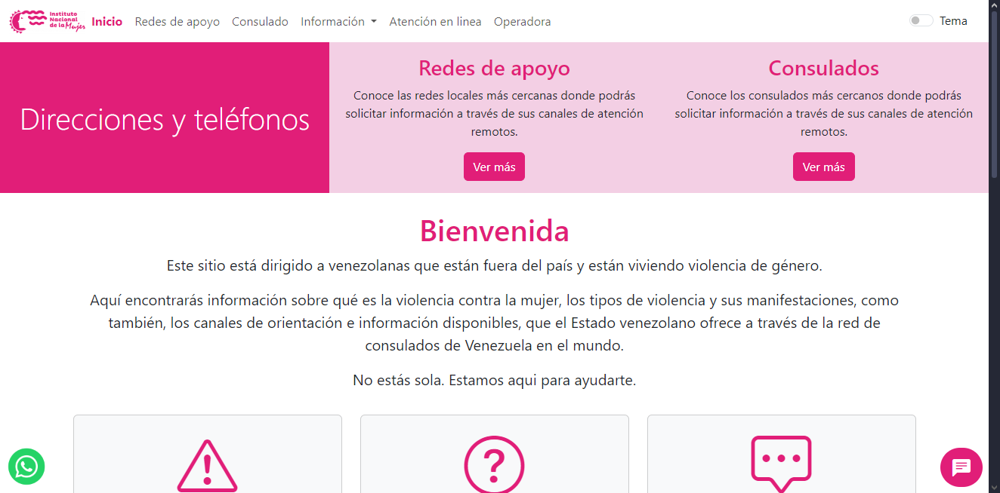 Instituto
Nacional
de la Mujer
Inicio
Redes de apoyo
Consulado
Información
Atención en linea
Operadora
Tema
Direcciones y teléfonos
Redes de apoyo
Conoce las redes locales más cercanas donde podrás
solicitar información a través de sus canales de atención
remotos.
Ver más
Consulados
Conoce los consulados más cercanos donde podrás
solicitar información a través de sus canales de atención
remotos.
Ver más
Bienvenida
Este sitio está dirigido a venezolanas que están fuera del país y están viviendo violencia de género.
Aquí encontrarás información sobre qué es la violencia contra la mujer, los tipos de violencia y sus manifestaciones, como
también, los canales de orientación e información disponibles, que el Estado venezolano ofrece a través de la red de
consulados de Venezuela en el mundo.
No estás sola. Estamos aqui para ayudarte.